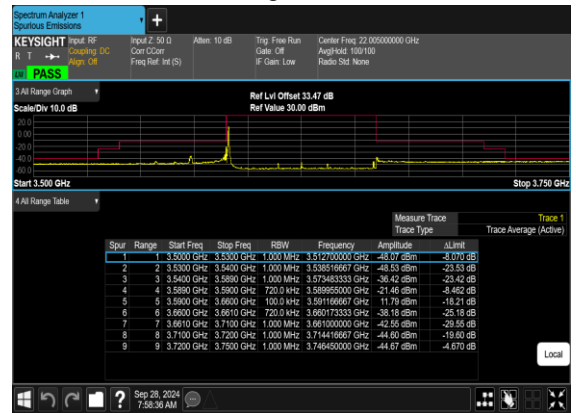 Spectrum Analyzer 1
Spurious Emissions
+
KEYSIGHT Input: RF Input Z: 50 Ω Atten: 10 dB Trig: Free Run Center Freq: 22.005000000 GHz
R T Coupling: DC Corr CCorr Gate: Off Avg|Hold: 100/100
Align: Off Freq Ref: Int (S) IF Gain: Low Radio Std: None
PASS
3.All Range Graph
Ref Lvl Offset 33.47 dB
Scale/Div 10.0 dB Ref Value 30.00 dBm
20.0
0.00
-20.0
-40.0
-60.0
Start 3.500 GHz Stop 3.750 GHz
4.All Range Table
Measure Trace Trace 1
Trace Type Trace Average (Active)
Spur Range Start Freq Stop Freq RBW Frequency Amplitude ΔLimit
1 1 3.5000 GHz 3.5300 GHz 1.000 MHz 3.512700000 GHz -48.07 dBm -8.070 dB
2 2 3.5300 GHz 3.5400 GHz 1.000 MHz 3.538516667 GHz -48.53 dBm -23.53 dB
3 3 3.5400 GHz 3.5890 GHz 1.000 MHz 3.573483333 GHz -36.42 dBm -23.42 dB
4 4 3.5890 GHz 3.5900 GHz 720.0 kHz 3.589955000 GHz -21.46 dBm -8.462 dB
5 5 3.5900 GHz 3.6600 GHz 100.0 kHz 3.591166667 GHz 11.79 dBm -18.21 dB
6 6 3.6600 GHz 3.6610 GHz 720.0 kHz 3.660173333 GHz -38.18 dBm -25.18 dB
7 7 3.6610 GHz 3.7100 GHz 1.000 MHz 3.661000000 GHz -42.55 dBm -29.55 dB
8 8 3.7100 GHz 3.7200 GHz 1.000 MHz 3.714416667 GHz -44.60 dBm -19.60 dB
9 9 3.7200 GHz 3.7500 GHz 1.000 MHz 3.746450000 GHz -44.67 dBm -4.670 dB
Local
? Sep 28, 2024
7:58:36 AM